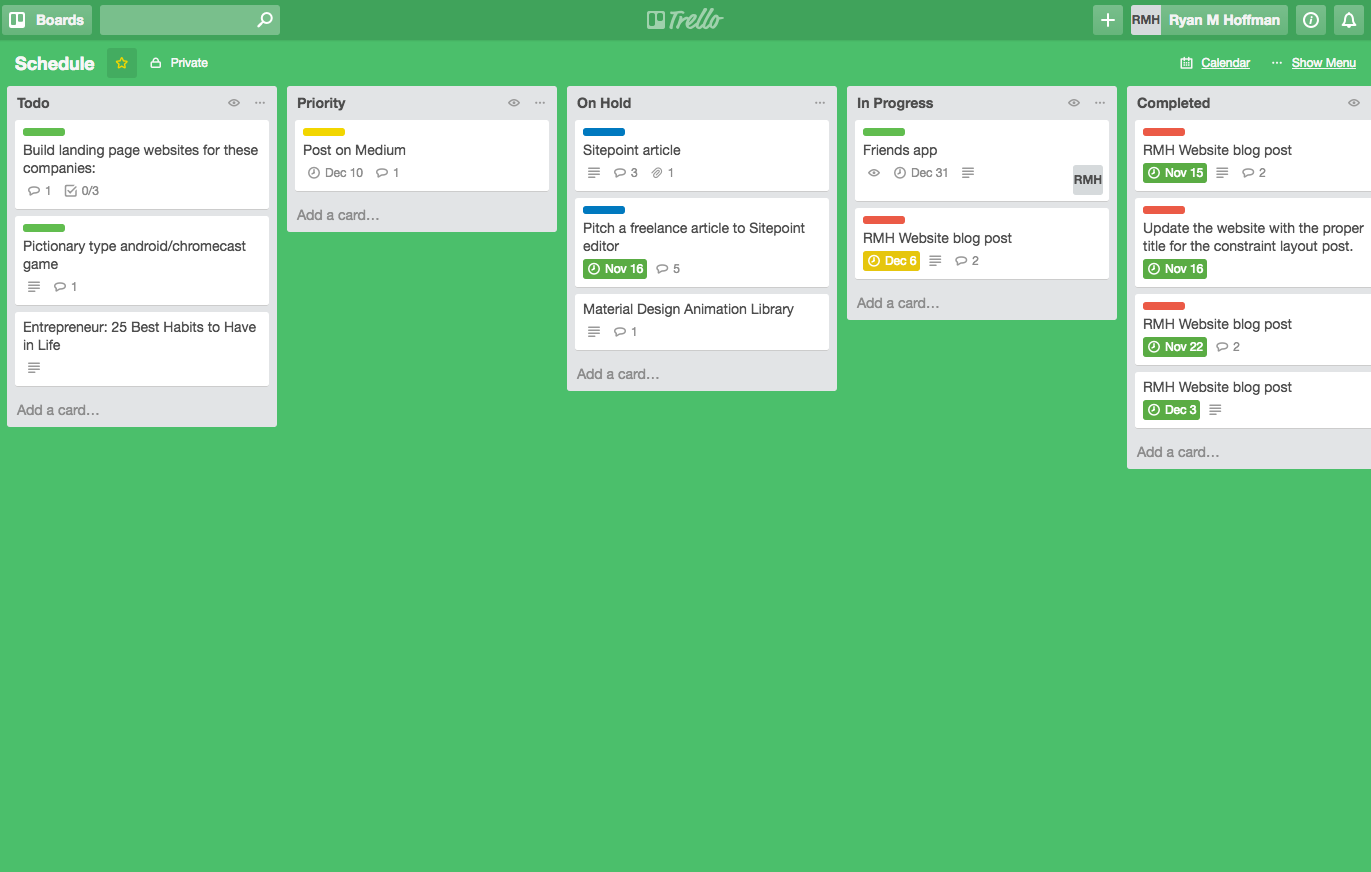 Boards
Trello
RMH Ryan M Hoffman
Schedule Private Calendar ... Show Menu
Todo
Build landing page websites for these
companies:
1 0/3
Pictionary type android/chromecast
game
1
Entrepreneur: 25 Best Habits to Have
in Life
Add a card…
Priority
Post on Medium
Dec 10 1
Add a card…
On Hold
Sitepoint article
3 1
Pitch a freelance article to Sitepoint
editor
Nov 16 5
Material Design Animation Library
1
Add a card…
In Progress
Friends app
Dec 31
RMH
RMH Website blog post
Dec 6 2
Add a card…
Completed
RMH Website blog post
Nov 15 2
Update the website with the proper
title for the constraint layout post.
Nov 16
RMH Website blog post
Nov 22 2
RMH Website blog post
Dec 3
Add a card…